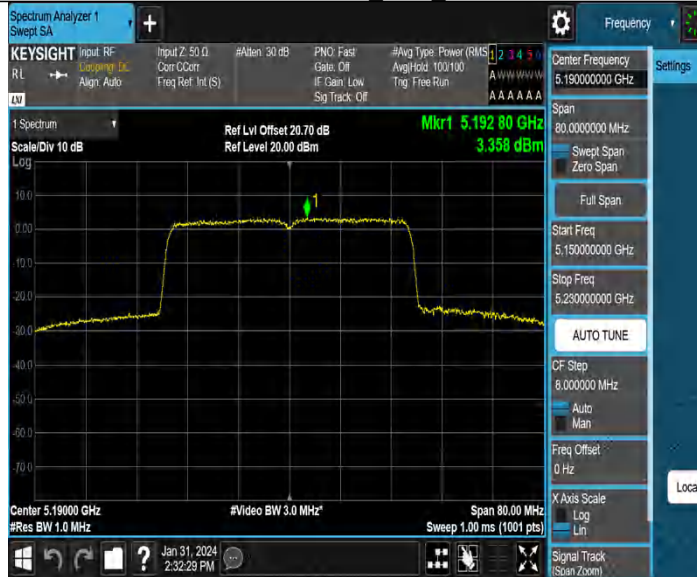 Spectrum Analyzer 1
Swept SA
Frequency
KEYSIGHT
RL
Input: RF
Coupling: DC
Align: Auto
Input Z: 50 Ω
Corr CCorr
Freq Ref: Int (S)
#Atten: 30 dB
PNO: Fast
Gate: Off
IF Gain: Low
Sig Track: Off
#Avg Type: Power (RMS)
Avg|Hold: 100/100
Trig: Free Run
1 2 3 4 5 6
A W W W W W
A A A A A A
LXI
1 Spectrum
Scale/Div 10 dB
Log
Ref Lvl Offset 20.70 dB
Ref Level 20.00 dBm
Mkr1 5.192 80 GHz
3.358 dBm
1
10.0
0.00
-10.0
-20.0
-30.0
-40.0
-50.0
-60.0
-70.0
Center 5.19000 GHz
#Res BW 1.0 MHz
#Video BW 3.0 MHz*
Span 80.00 MHz
Sweep 1.00 ms (1001 pts)
Jan 31, 2024
2:32:29 PM
Center Frequency
5.190000000 GHz
Settings
Span
80.0000000 MHz
Swept Span
Zero Span
Full Span
Start Freq
5.150000000 GHz
Stop Freq
5.230000000 GHz
AUTO TUNE
CF Step
8.000000 MHz
Auto
Man
Freq Offset
0 Hz
X Axis Scale
Log
Lin
Local
Signal Track
(Span Zoom)